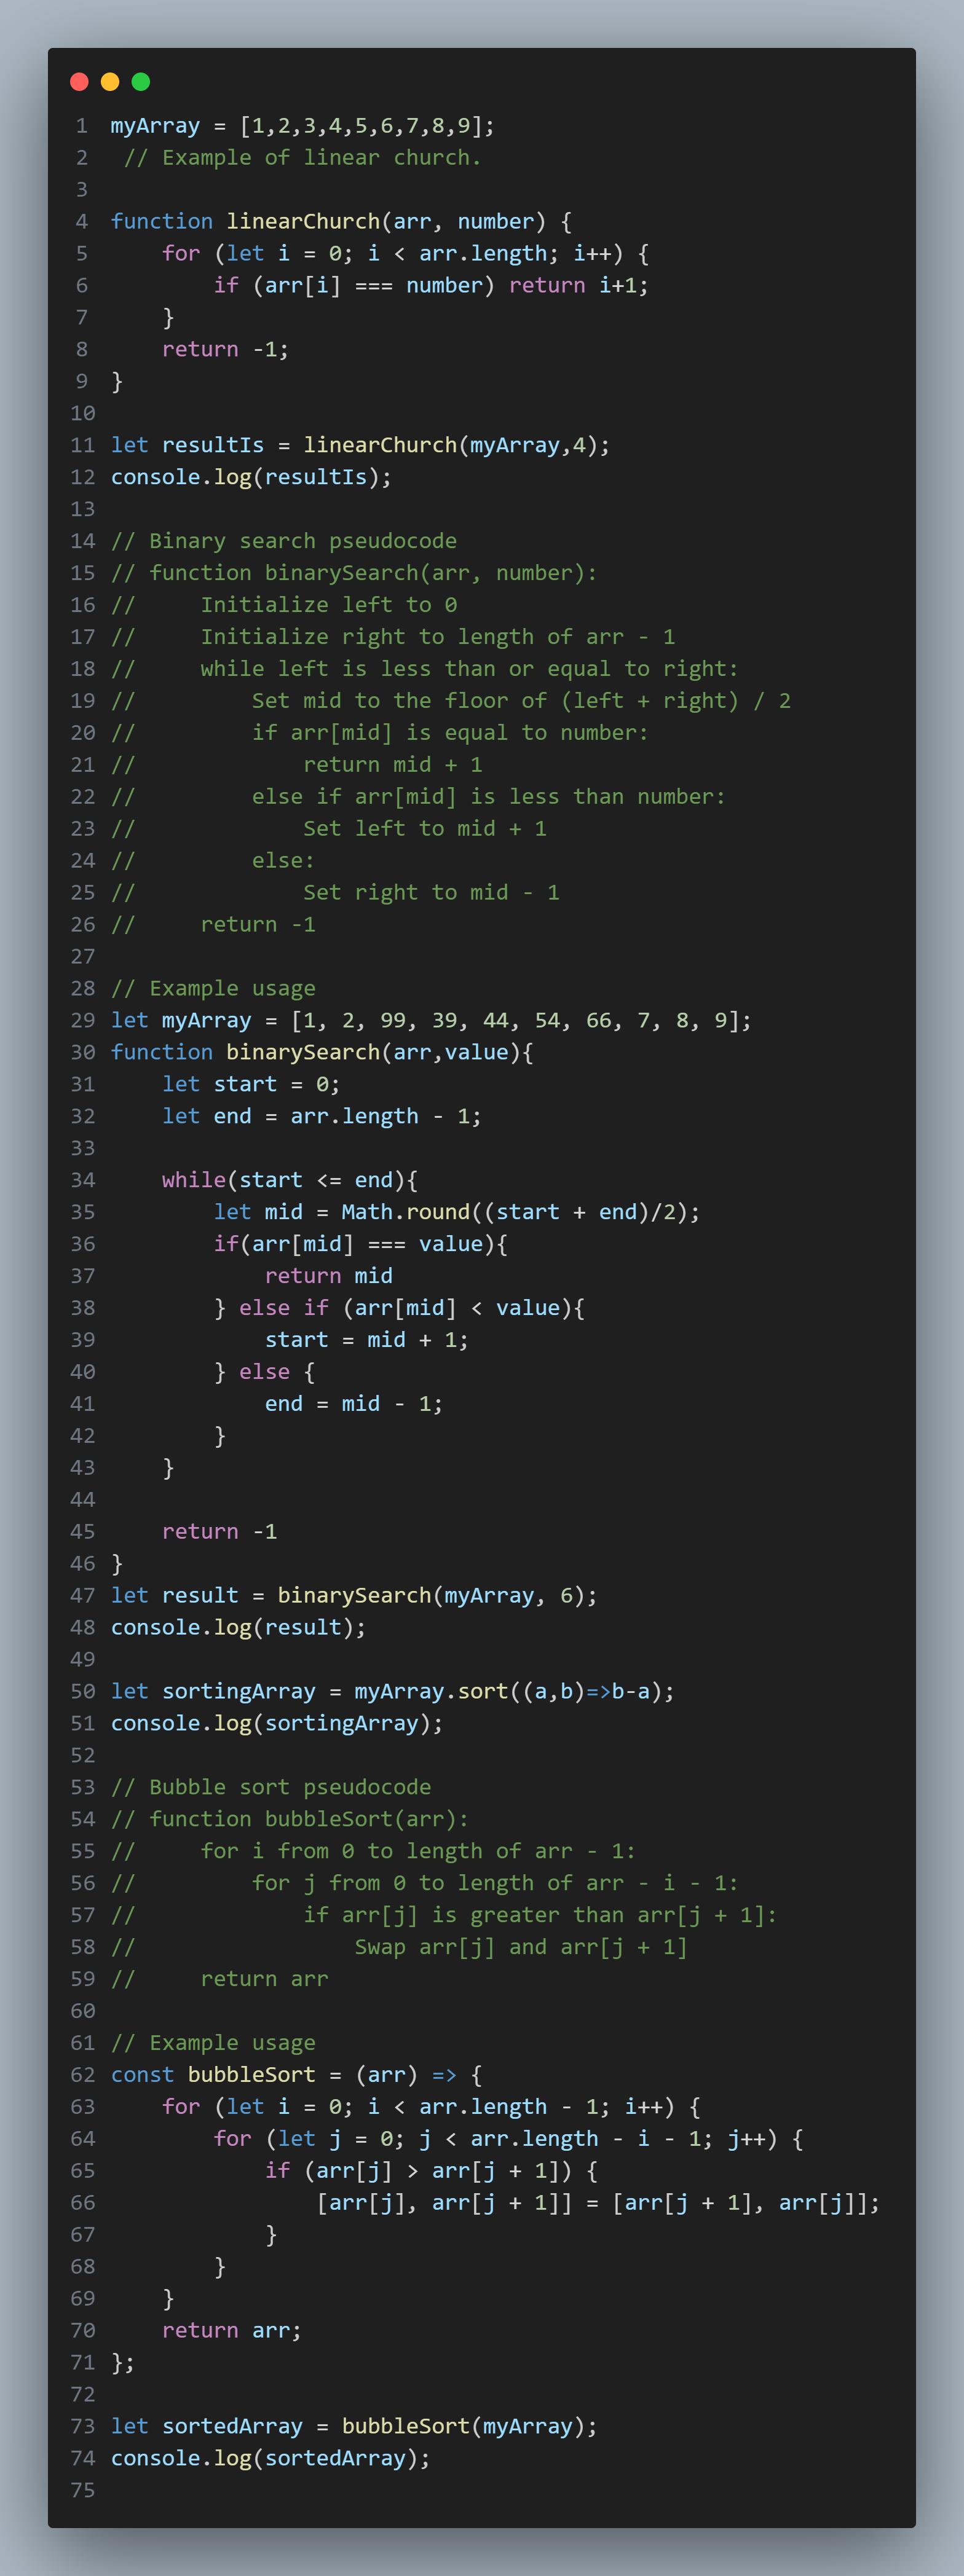 1 myArray = [1,2,3,4,5,6,7,8,9];
2  // Example of linear church.
3
4 function linearChurch(arr, number) {
5     for (let i = 0; i < arr.length; i++) {
6         if (arr[i] === number) return i+1;
7     }
8     return -1;
9 }
10
11 let resultIs = linearChurch(myArray,4);
12 console.log(resultIs);
13
14 // Binary search pseudocode
15 // function binarySearch(arr, number):
16 //     Initialize left to 0
17 //     Initialize right to length of arr - 1
18 //     while left is less than or equal to right:
19 //         Set mid to the floor of (left + right) / 2
20 //         if arr[mid] is equal to number:
21 //             return mid + 1
22 //         else if arr[mid] is less than number:
23 //             Set left to mid + 1
24 //         else:
25 //             Set right to mid - 1
26 //     return -1
27
28 // Example usage
29 let myArray = [1, 2, 99, 39, 44, 54, 66, 7, 8, 9];
30 function binarySearch(arr,value){
31     let start = 0;
32     let end = arr.length - 1;
33
34     while(start <= end){
35         let mid = Math.round((start + end)/2);
36         if(arr[mid] === value){
37             return mid
38         } else if (arr[mid] < value){
39             start = mid + 1;
40         } else {
41             end = mid - 1;
42         }
43     }
44
45     return -1
46 }
47 let result = binarySearch(myArray, 6);
48 console.log(result);
49
50 let sortingArray = myArray.sort((a,b)=>b-a);
51 console.log(sortingArray);
52
53 // Bubble sort pseudocode
54 // function bubbleSort(arr):
55 //     for i from 0 to length of arr - 1:
56 //         for j from 0 to length of arr - i - 1:
57 //             if arr[j] is greater than arr[j + 1]:
58 //                 Swap arr[j] and arr[j + 1]
59 //     return arr
60
61 // Example usage
62 const bubbleSort = (arr) => {
63     for (let i = 0; i < arr.length - 1; i++) {
64         for (let j = 0; j < arr.length - i - 1; j++) {
65             if (arr[j] > arr[j + 1]) {
66                 [arr[j], arr[j + 1]] = [arr[j + 1], arr[j]];
67             }
68         }
69     }
70     return arr;
71 };
72
73 let sortedArray = bubbleSort(myArray);
74 console.log(sortedArray);
75